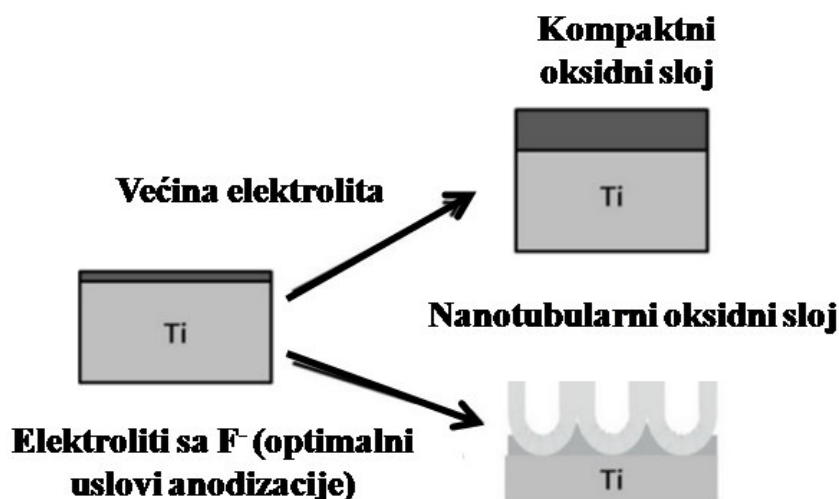 Kompaktni
oksidni sloj
Ti
Većina elektrolita
Nanotubularni oksidni sloj
Ti
Elektroliti sa F⁻ (optimalni
uslovi anodizacije)
Ti